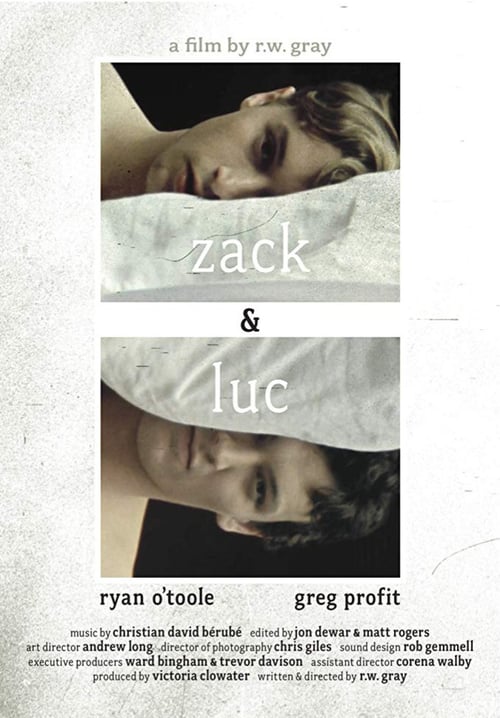 a film by r.w. gray
zack
&
luc
ryan o'toole greg profit
music by christian david bérubé edited by jon dewar & matt rogers
art director andrew long director of photography chris giles sound design rob gemmell
executive producers ward bingham & trevor davison assistant director corena walby
produced by victoria clowater written & directed by r.w. gray